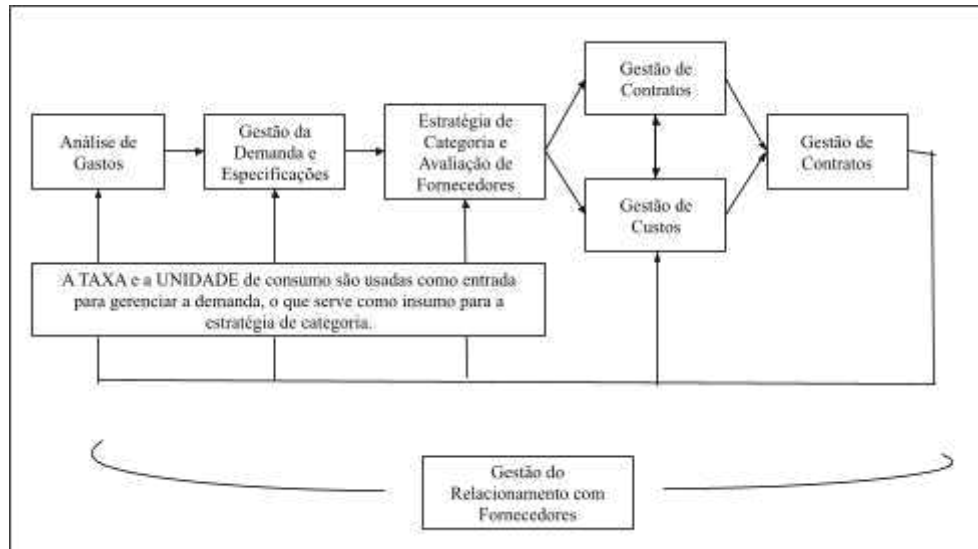 Análise de
Gastos
Gestão da
Demanda e
Especificações
Estratégia de
Categoria e
Avaliação de
Fornecedores
Gestão de
Contratos
Gestão de
Custos
Gestão de
Contratos
A TAXA e a UNIDADE de consumo são usadas como entrada
para gerenciar a demanda, o que serve como insumo para a
estratégia de categoria.
Gestão do
Relacionamento com
Fornecedores